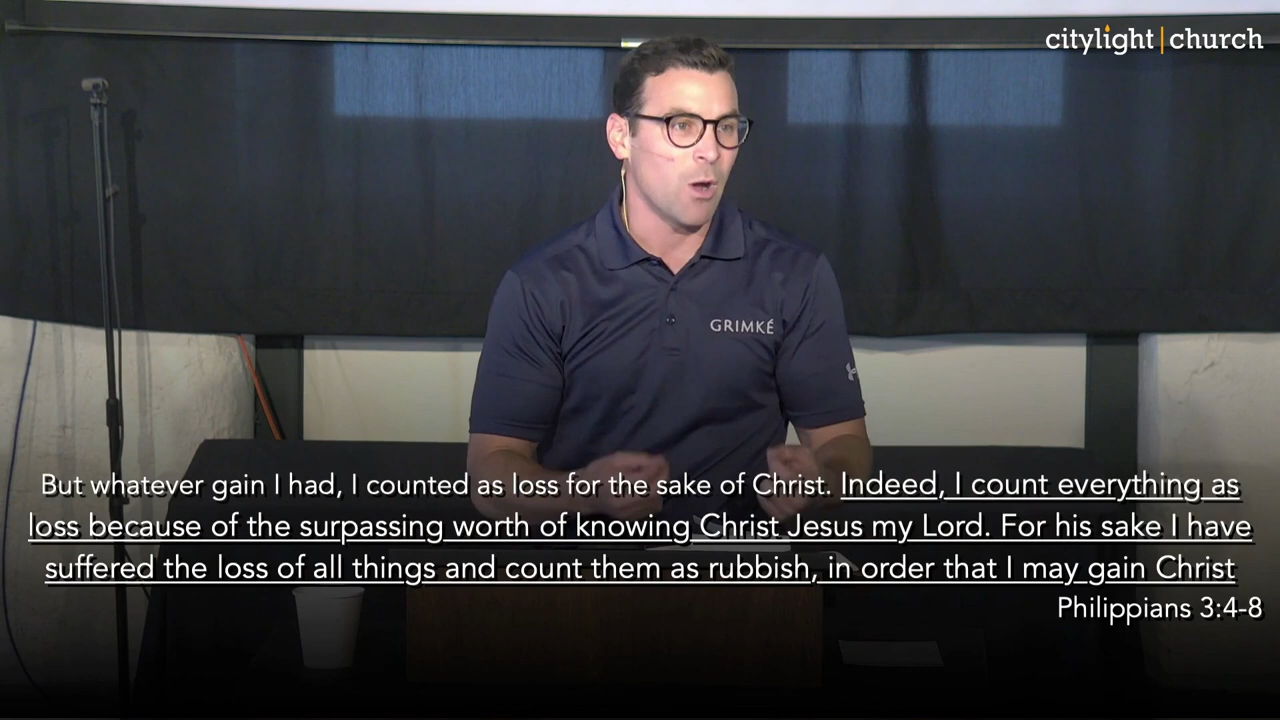 citylight | church
GRIMKÉ
But whatever gain I had, I counted as loss for the sake of Christ. Indeed, I count everything as
loss because of the surpassing worth of knowing Christ Jesus my Lord. For his sake I have
suffered the loss of all things and count them as rubbish, in order that I may gain Christ
Philippians 3:4-8